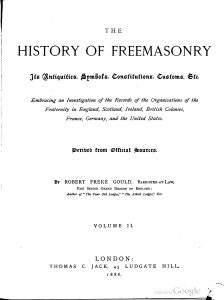 THE
HISTORY OF FREEMASONRY
Its Antiquities, Symbols, Constitutions, Customs, Etc.
Embracing an Investigation of the Records of the Organisations of the
Fraternity in England, Scotland, Ireland, British Colonies,
France, Germany, and the United States.
Derived from Official Sources.
By ROBERT FREKE GOULD, Barrister-at-Law,
Past Senior Grand Deacon of England;
Author of "The Four Old Lodges," "The Athol Lodges," Etc.
VOLUME II.
LONDON:
THOMAS C. JACK, 45 LUDGATE HILL.
1886.
Google